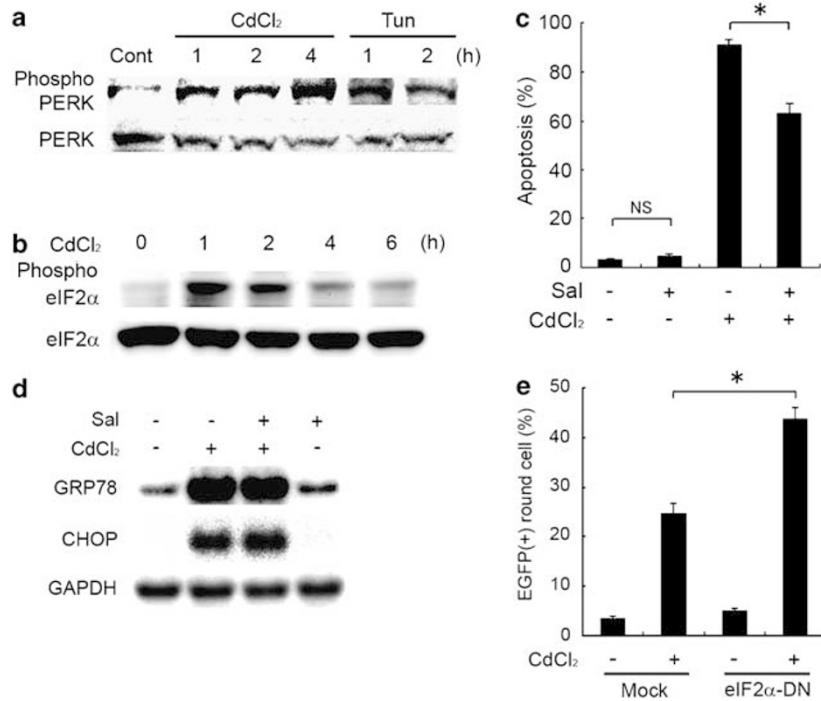 a
CdCl₂ Tun
Cont 1 2 4 1 2 (h)
Phospho
PERK
PERK
b
CdCl₂ 0 1 2 4 6 (h)
Phospho
eIF2α
eIF2α
d
Sal - - + +
CdCl₂ - + + -
GRP78
CHOP
GAPDH
c
Apoptosis (%)
100
80
60
40
20
0
NS
*
Sal - + - +
CdCl₂ - - + +
e
EGFP(+) round cell (%)
50
40
30
20
10
0
*
CdCl₂ - + - +
Mock eIF2α-DN